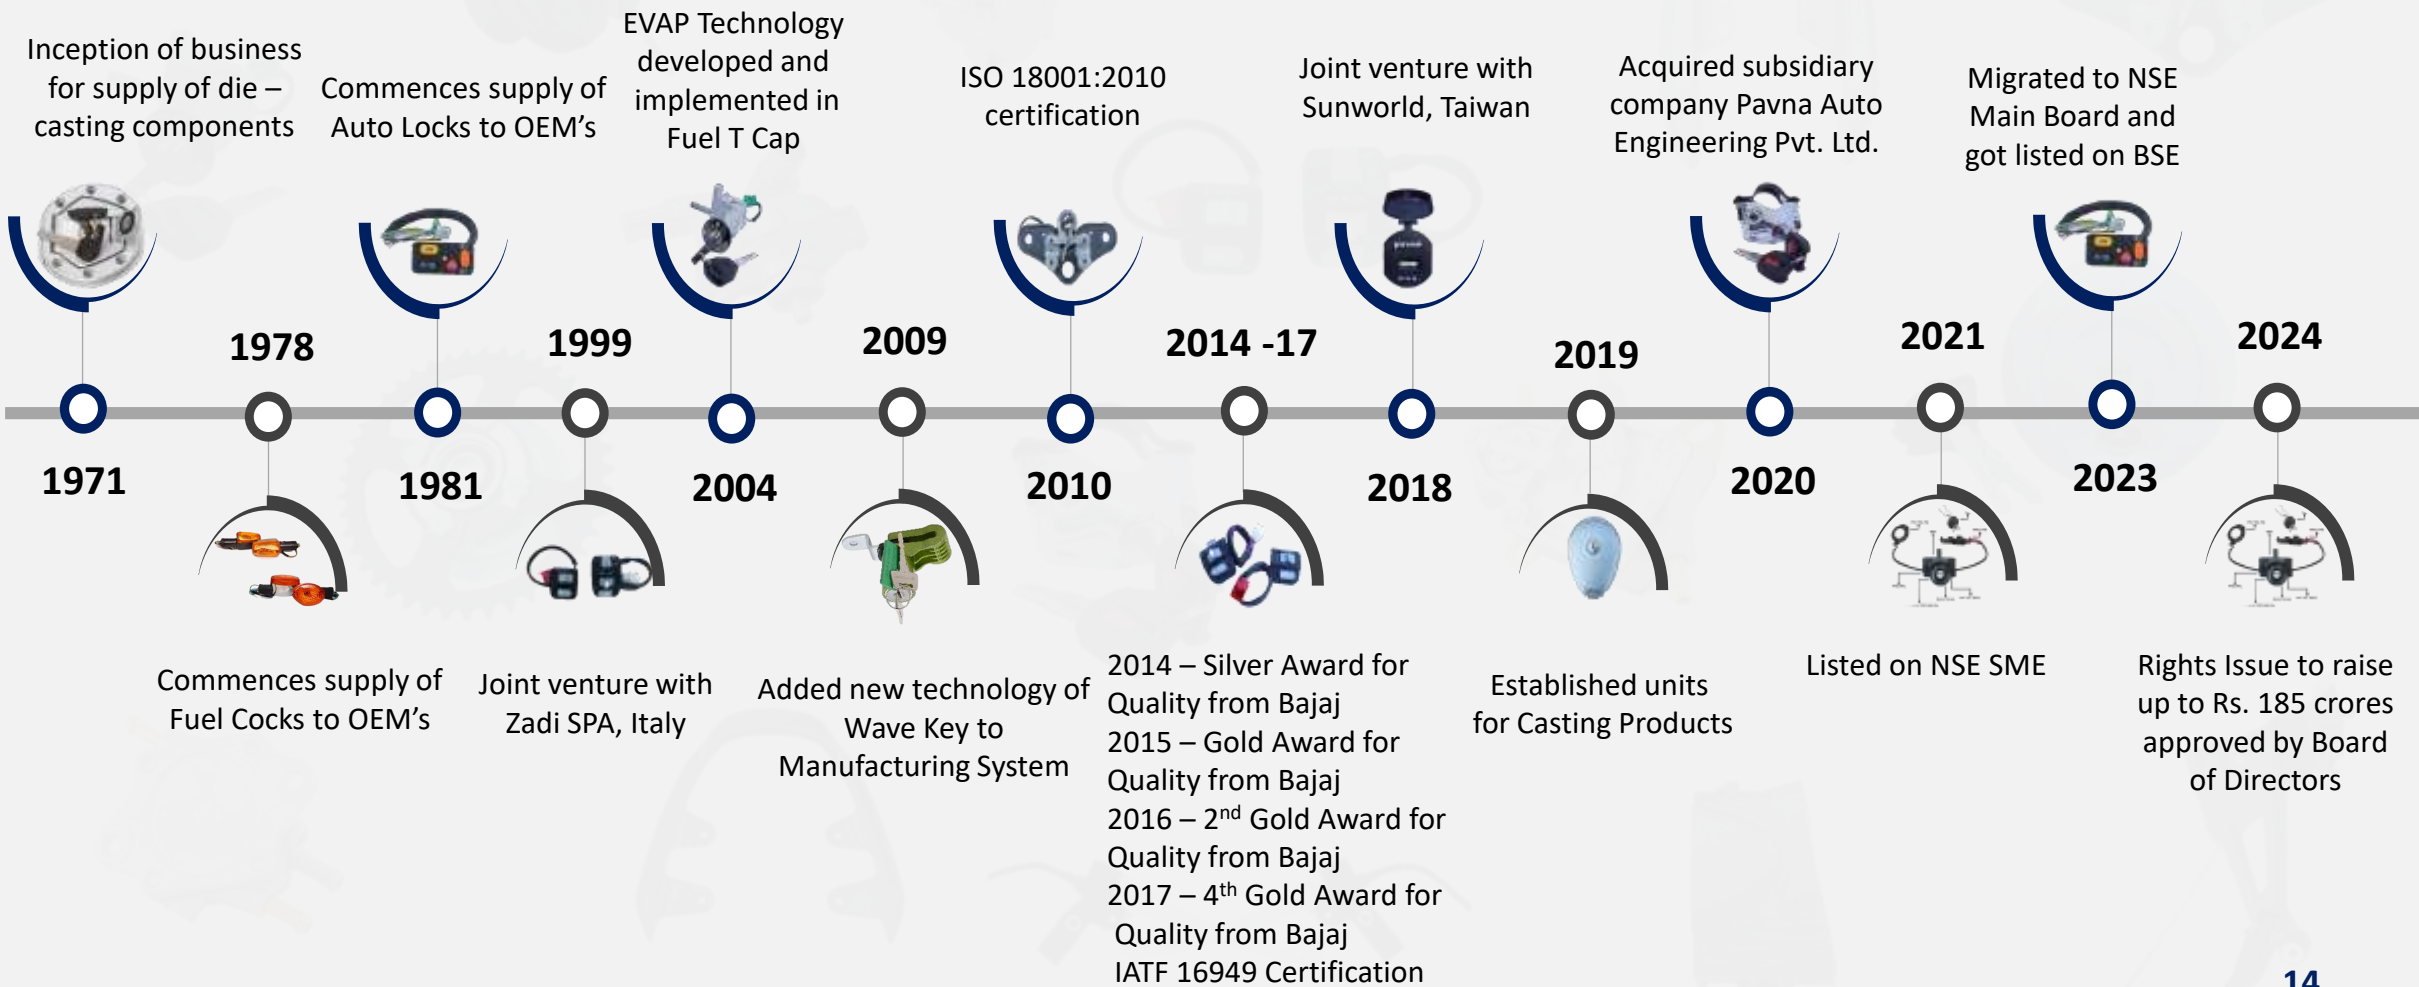 Inception of business
for supply of die –
casting components
1971
1978
Commences supply of
Fuel Cocks to OEM’s
Commences supply of
Auto Locks to OEM’s
1981
1999
Joint venture with
Zadi SPA, Italy
EVAP Technology
developed and
implemented in
Fuel T Cap
2004
2009
Added new technology of
Wave Key to
Manufacturing System
ISO 18001:2010
certification
2010
2014 -17
2014 – Silver Award for
Quality from Bajaj
2015 – Gold Award for
Quality from Bajaj
2016 – 2nd Gold Award for
Quality from Bajaj
2017 – 4th Gold Award for
Quality from Bajaj
IATF 16949 Certification
Joint venture with
Sunworld, Taiwan
2018
2019
Established units
for Casting Products
Acquired subsidiary
company Pavna Auto
Engineering Pvt. Ltd.
2020
2021
Listed on NSE SME
Migrated to NSE
Main Board and
got listed on BSE
2023
2024
Rights Issue to raise
up to Rs. 185 crores
approved by Board
of Directors
14